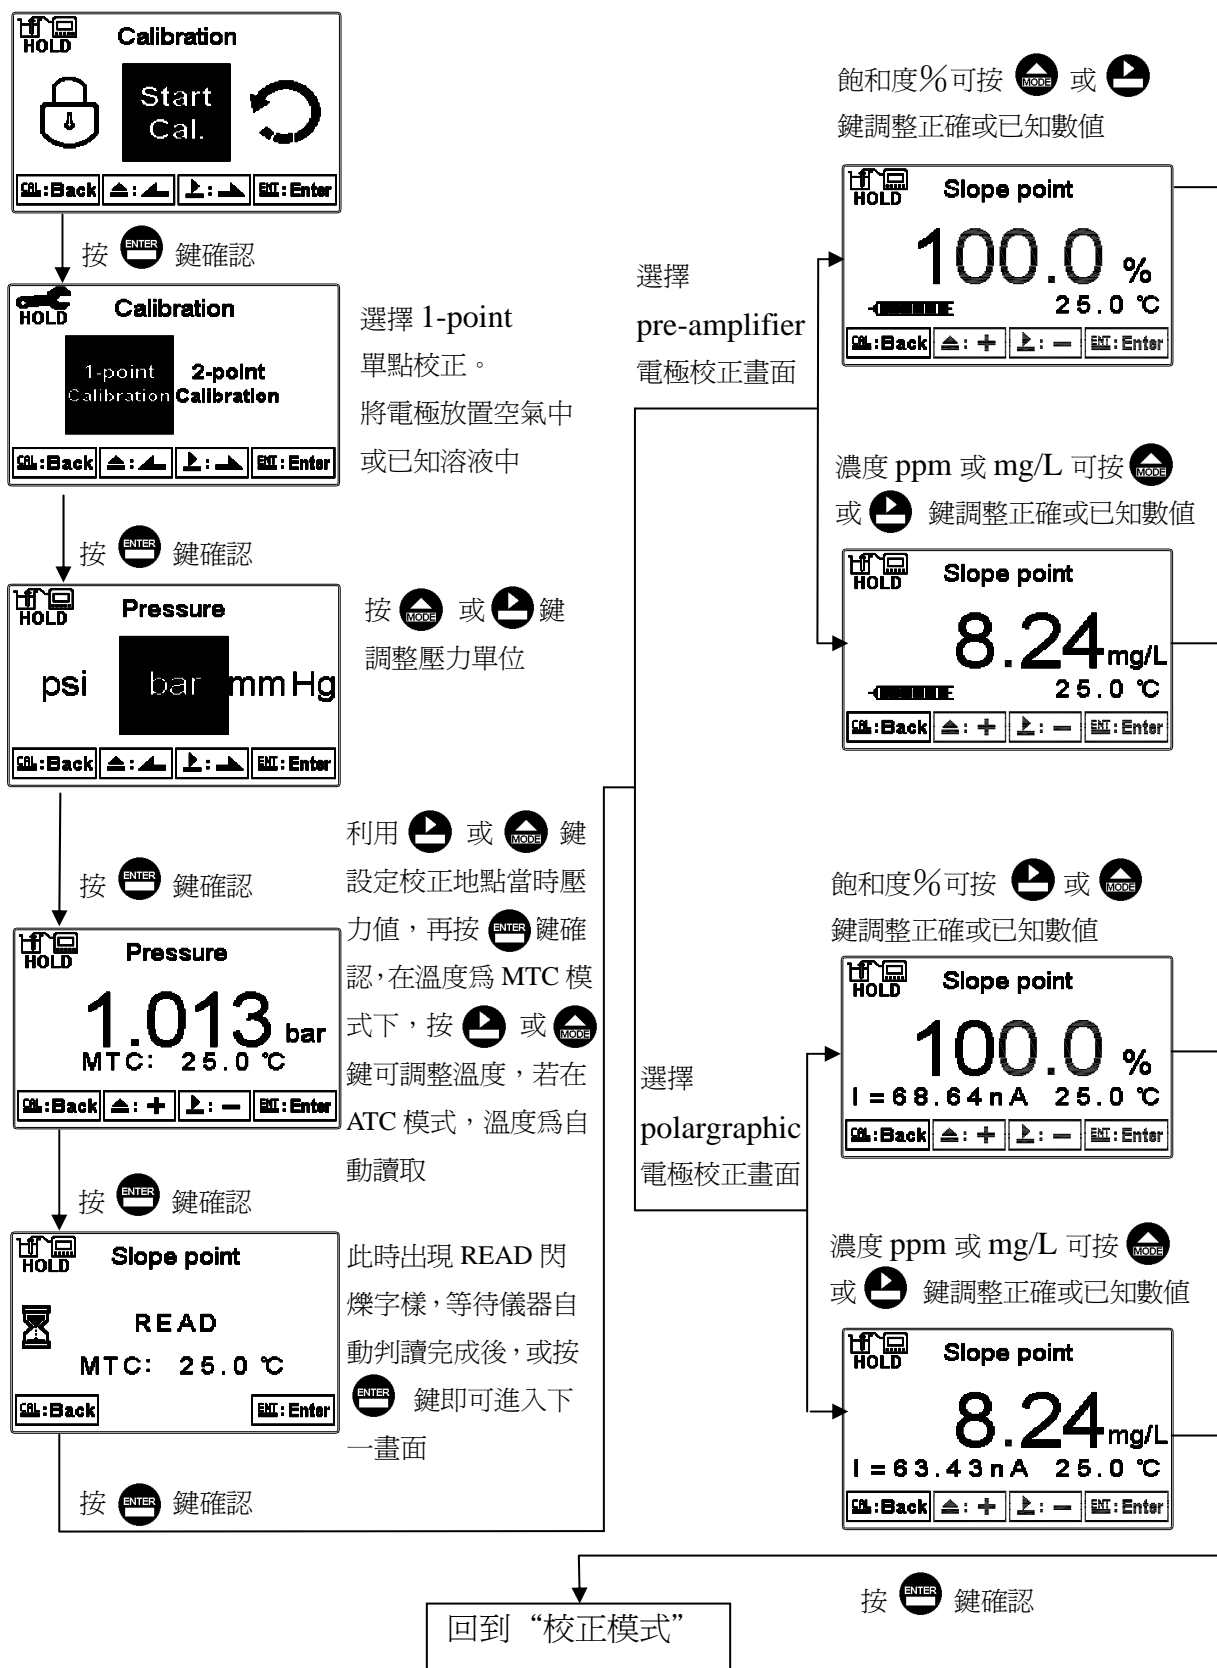 HOLD
Calibration
Start
Cal.
CAL:Back
ENT:Enter
按 ENTER 鍵確認
HOLD
Calibration
1-point
Calibration
2-point
Calibration
CAL:Back
ENT:Enter
選擇 1-point
單點校正。
將電極放置空氣中
或已知溶液中
按 ENTER 鍵確認
HOLD
Pressure
psi
bar
mmHg
CAL:Back
ENT:Enter
按 MODE 或 鍵
調整壓力單位
按 ENTER 鍵確認
HOLD
Pressure
1.013 bar
MTC: 25.0 ℃
CAL:Back
: +
: −
ENT:Enter
利用 或 MODE 鍵
設定校正地點當時壓
力值,再按 ENTER 鍵確
認,在溫度爲 MTC 模
式下,按 或 MODE
鍵可調整溫度,若在
ATC 模式,溫度爲自
動讀取
按 ENTER 鍵確認
HOLD
Slope point
READ
MTC: 25.0 ℃
CAL:Back
ENT:Enter
此時出現 READ 閃
爍字樣,等待儀器自
動判讀完成後,或按
ENTER 鍵即可進入下
一畫面
按 ENTER 鍵確認
選擇
pre-amplifier
電極校正畫面
飽和度%可按 MODE 或
鍵調整正確或已知數値
HOLD
Slope point
100.0 %
25.0 ℃
CAL:Back
: +
: −
ENT:Enter
濃度 ppm 或 mg/L 可按 MODE
或 鍵調整正確或已知數値
HOLD
Slope point
8.24 mg/L
25.0 ℃
CAL:Back
: +
: −
ENT:Enter
選擇
polargraphic
電極校正畫面
飽和度%可按 或 MODE
鍵調整正確或已知數値
HOLD
Slope point
100.0 %
I=68.64nA 25.0 ℃
CAL:Back
: +
: −
ENT:Enter
濃度 ppm 或 mg/L 可按 MODE
或 鍵調整正確或已知數値
HOLD
Slope point
8.24 mg/L
I=63.43nA 25.0 ℃
CAL:Back
: +
: −
ENT:Enter
按 ENTER 鍵確認
回到“校正模式”